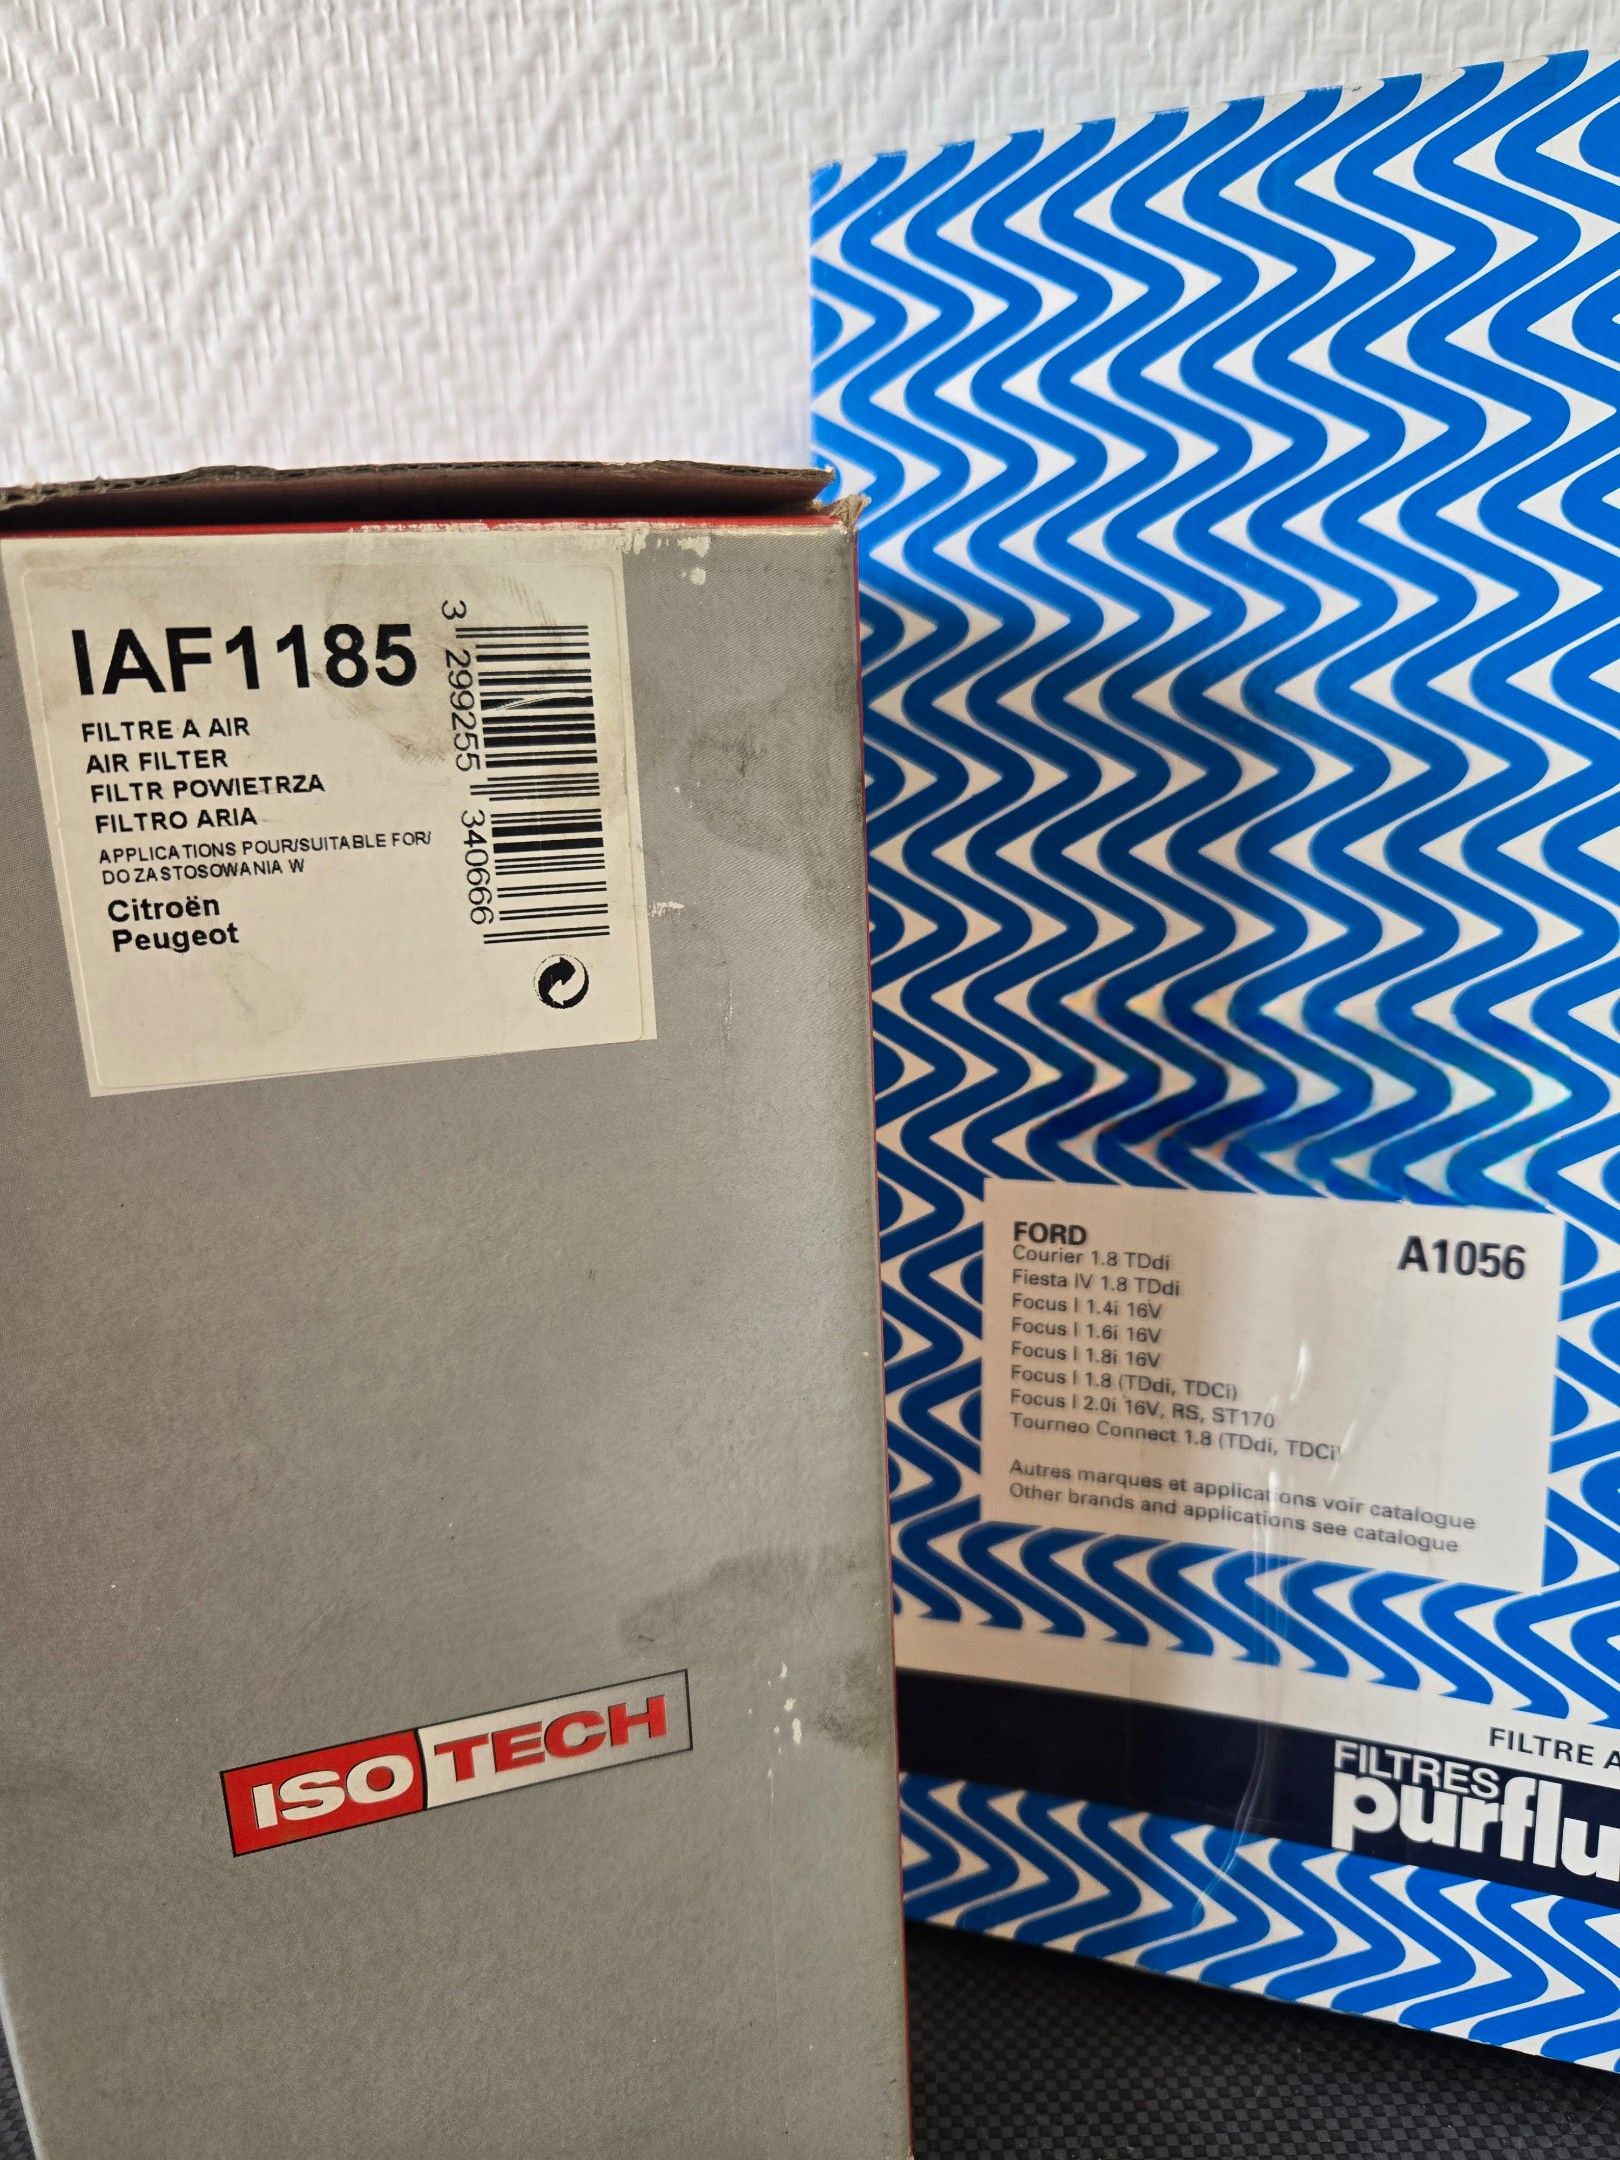 IAF1185
FILTRE A AIR
AIR FILTER
FILTR POWIETRZA
FILTRO ARIA
APPLICATIONS POUR/SUITABLE FOR/
DO ZASTOSOWANIA W
Citroën
Peugeot
3 299255 340666
ISOTECH
FORD
A1056
Courier 1.8 TDdi
Fiesta IV 1.8 TDdi
Focus I 1.4i 16V
Focus I 1.6i 16V
Focus I 1.8i 16V
Focus I 1.8 (TDdi, TDCi)
Focus I 2.0i 16V, RS, ST170
Tourneo Connect 1.8 (TDdi, TDCi)
Autres marques et applications voir catalogue
Other brands and applications see catalogue
FILTRE A
FILTRES
purflu